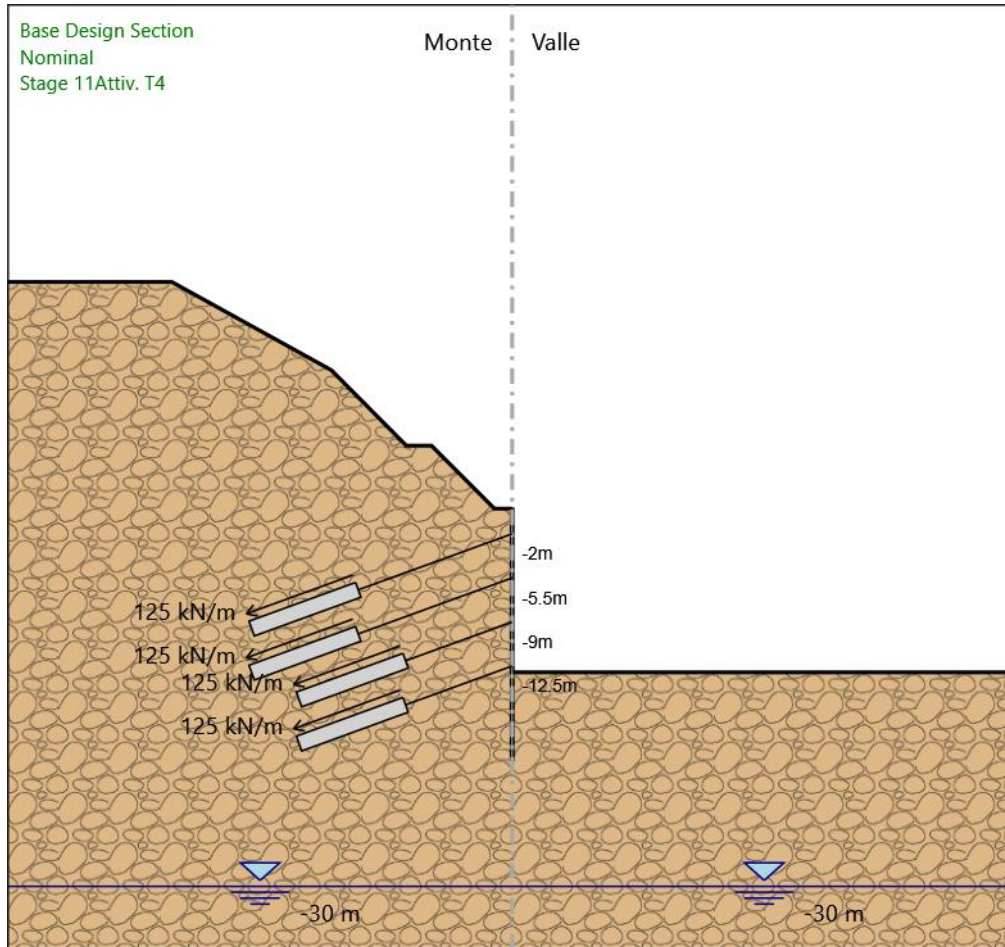 Base Design Section
Nominal
Stage 11Attiv. T4
Monte
Valle
-2m
-5.5m
-9m
-12.5m
125 kN/m
125 kN/m
125 kN/m
125 kN/m
-30 m
-30 m